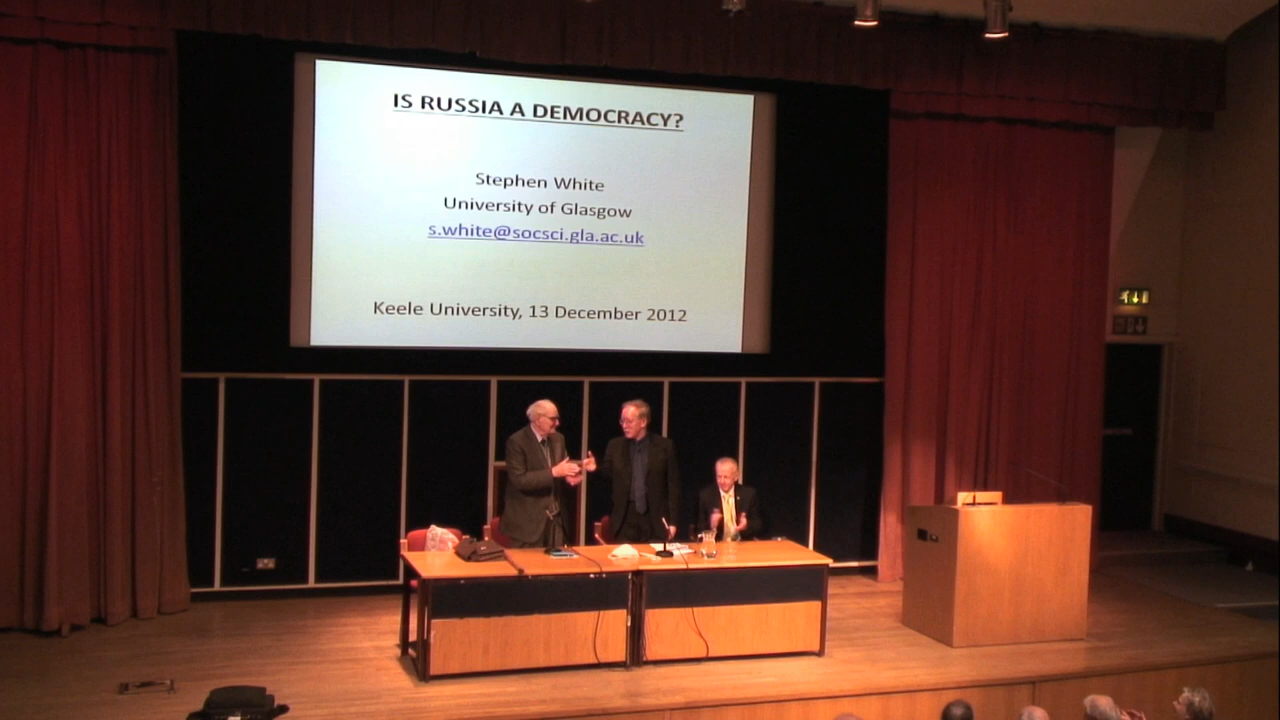 IS RUSSIA A DEMOCRACY?
Stephen White
University of Glasgow
s.white@socsci.gla.ac.uk
Keele University, 13 December 2012